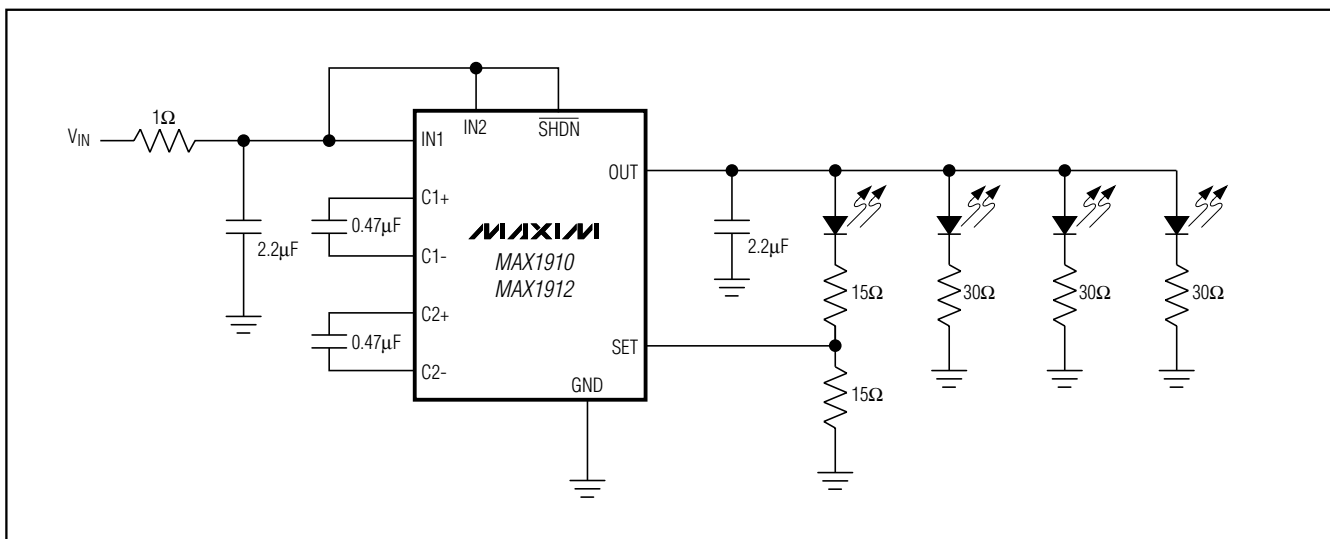 1Ω
VIN
2.2µF
IN1
IN2
SHDN
C1+
0.47µF
C1-
C2+
0.47µF
C2-
MAXIM
MAX1910
MAX1912
GND
OUT
SET
2.2µF
15Ω
30Ω
30Ω
30Ω
15Ω